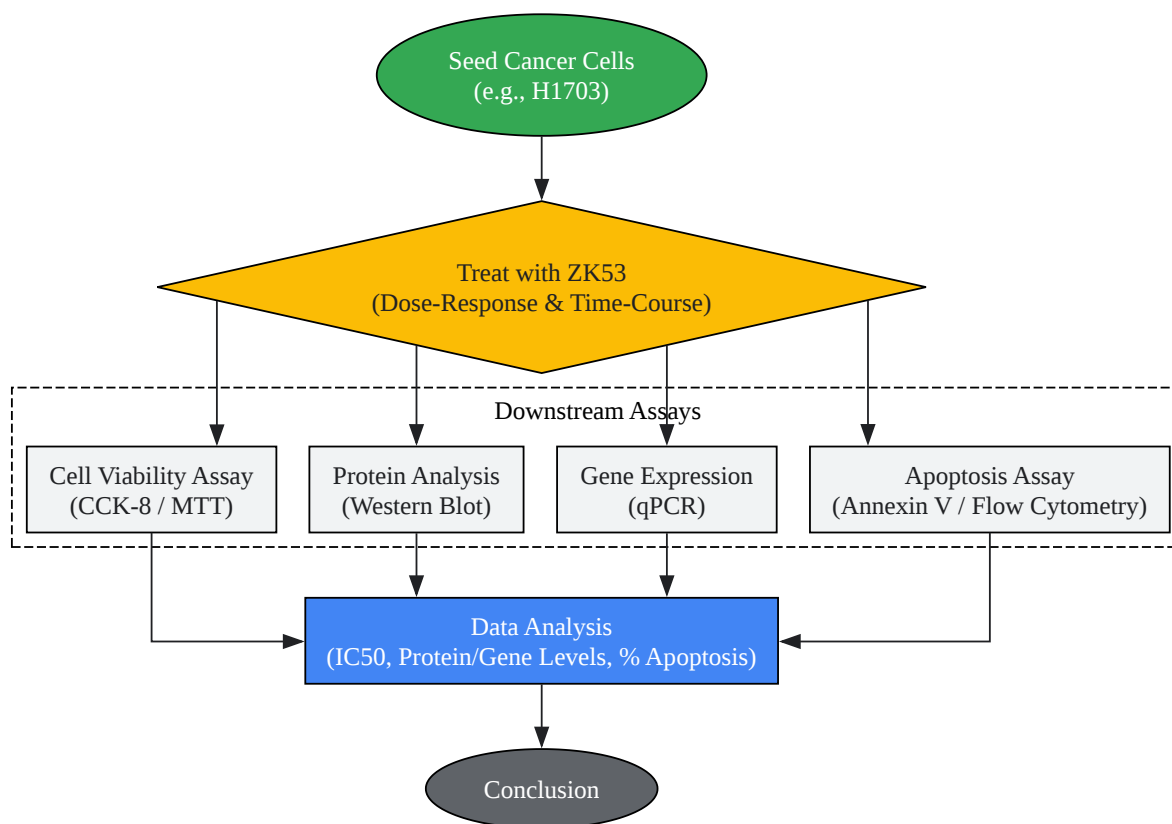 Seed Cancer Cells
(e.g., H1703)
Treat with ZK53
(Dose-Response & Time-Course)
Downstream Assays
Cell Viability Assay
(CCK-8 / MTT)
Protein Analysis
(Western Blot)
Gene Expression
(qPCR)
Apoptosis Assay
(Annexin V / Flow Cytometry)
Data Analysis
(IC50, Protein/Gene Levels, % Apoptosis)
Conclusion